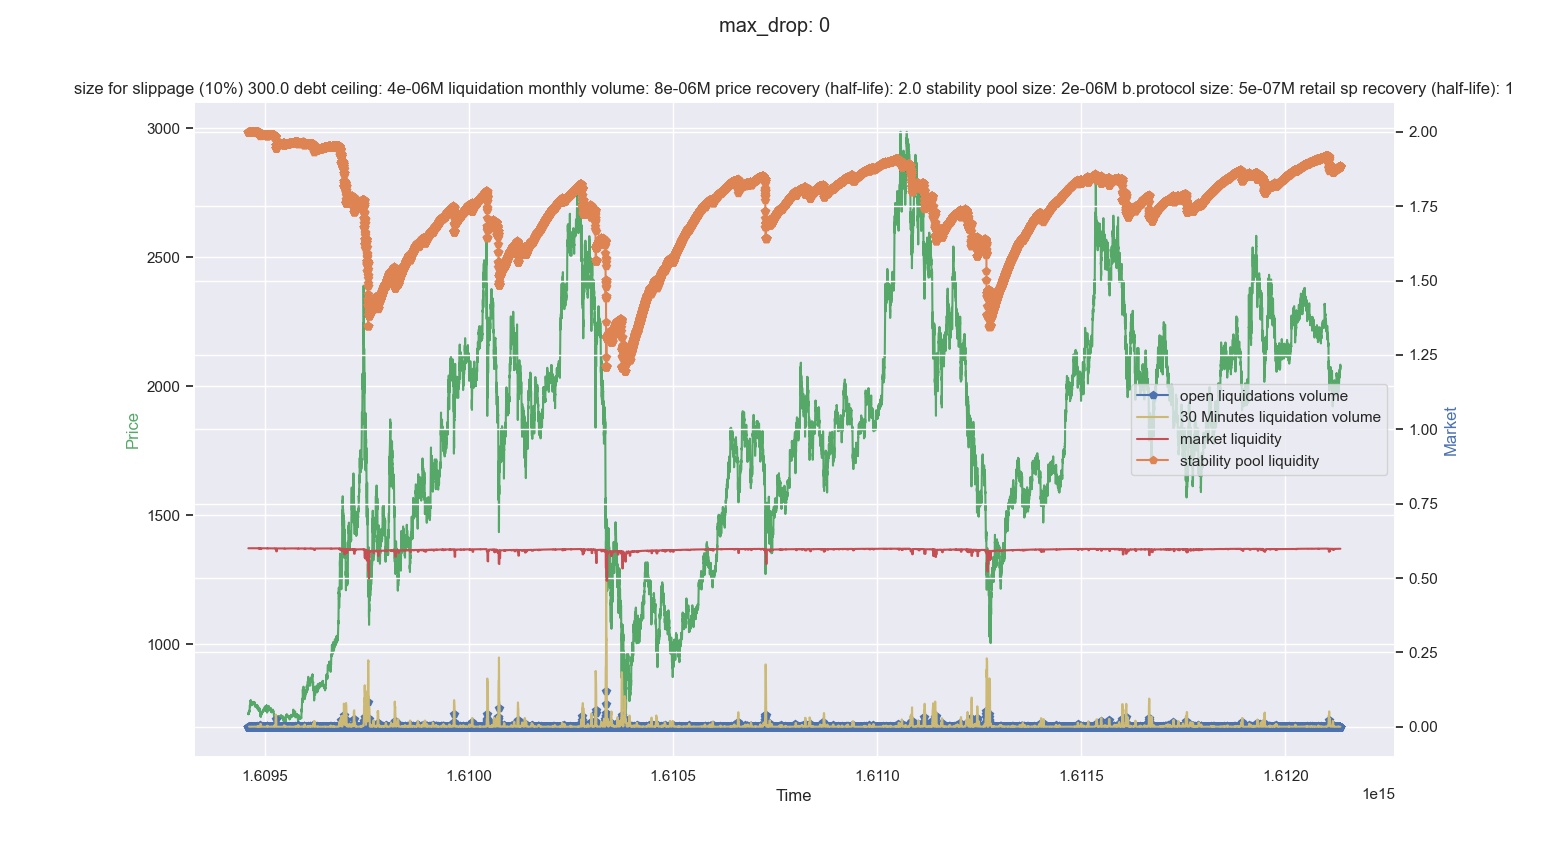 max_drop: 0
size for slippage (10%) 300.0 debt ceiling: 4e-06M liquidation monthly volume: 8e-06M price recovery (half-life): 2.0 stability pool size: 2e-06M b.protocol size: 5e-07M retail sp recovery (half-life): 1
3000
2500
2000
1500
1000
Price
2.00
1.75
1.50
1.25
1.00
0.75
0.50
0.25
0.00
Market
open liquidations volume
30 Minutes liquidation volume
market liquidity
stability pool liquidity
1.6095 1.6100 1.6105 1.6110 1.6115 1.6120
1e15
Time